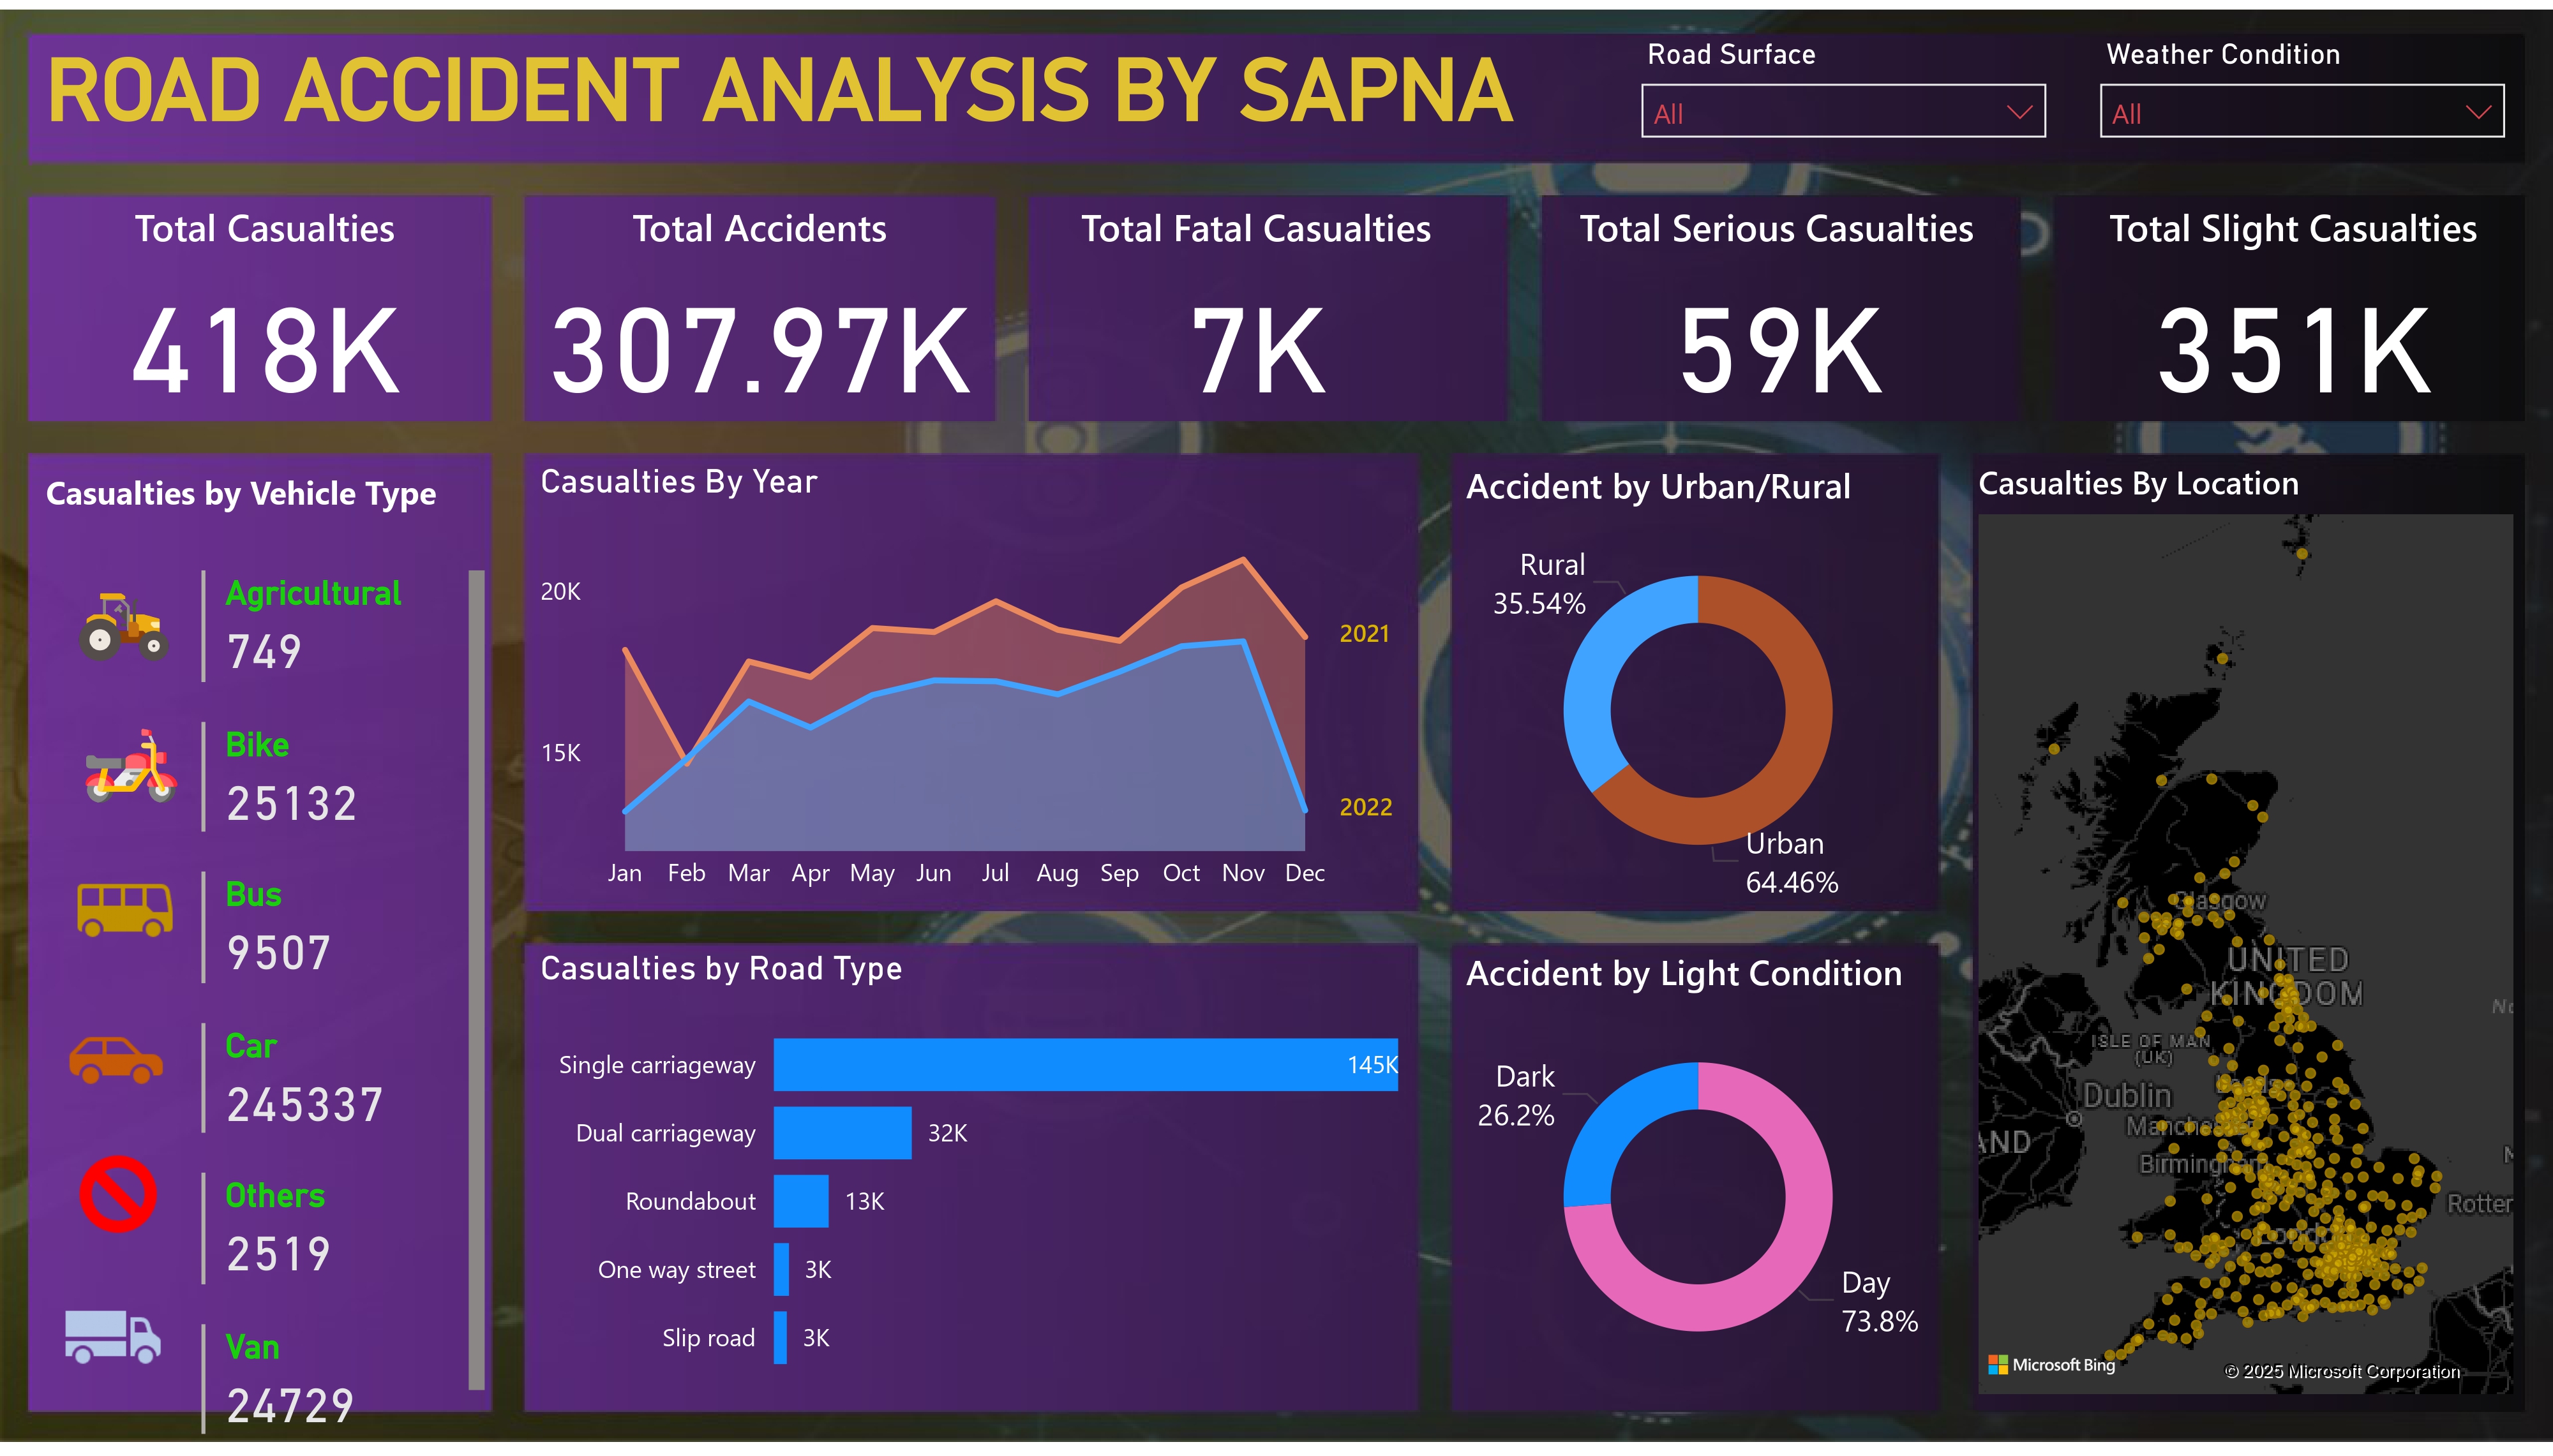 ROAD ACCIDENT ANALYSIS BY SAPNA
Road Surface
All
Weather Condition
All
Total Casualties
418K
Total Accidents
307.97K
Total Fatal Casualties
7K
Total Serious Casualties
59K
Total Slight Casualties
351K
Casualties by Vehicle Type
Agricultural
749
Bike
25132
Bus
9507
Car
245337
Others
2519
Van
24729
Casualties By Year
20K
15K
2021
2022
Jan Feb Mar Apr May Jun Jul Aug Sep Oct Nov Dec
Accident by Urban/Rural
Rural
35.54%
Urban
64.46%
Casualties by Road Type
Single carriageway 145K
Dual carriageway 32K
Roundabout 13K
One way street 3K
Slip road 3K
Accident by Light Condition
Dark
26.2%
Day
73.8%
Casualties By Location
Glasgow
UNITED
KINGDOM
ISLE OF MAN
(UK)
Dublin
AND
Birmingham
London
Rotter
Microsoft Bing
© 2025 Microsoft Corporation